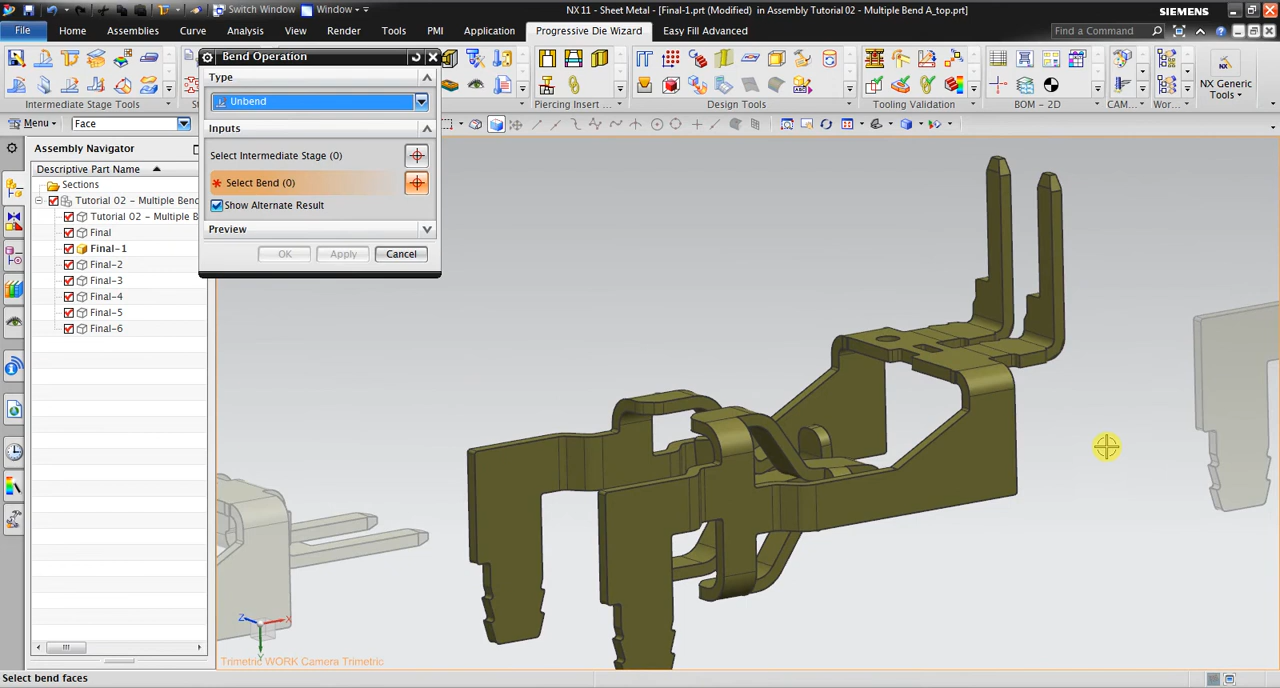 Switch Window Window NX 11 - Sheet Metal - [Final-1.prt (Modified) in Assembly Tutorial 02 - Multiple Bend A_top.prt] SIEMENS
File Home Assemblies Curve Analysis View Render Tools PMI Application Progressive Die Wizard Easy Fill Advanced Find a Command
Intermediate Stage Tools Piercing Insert ... Design Tools Tooling Validation BOM - 2D CAM... Wor... NX Generic Tools
Menu Face
Bend Operation
Type
Unbend
Inputs
Select Intermediate Stage (0)
* Select Bend (0)
Show Alternate Result
Preview
OK Apply Cancel
Assembly Navigator
Descriptive Part Name
Sections
Tutorial 02 - Multiple Bend
Tutorial 02 - Multiple B
Final
Final-1
Final-2
Final-3
Final-4
Final-5
Final-6
Z X
Y
Trimetric WORK Camera Trimetric
Select bend faces